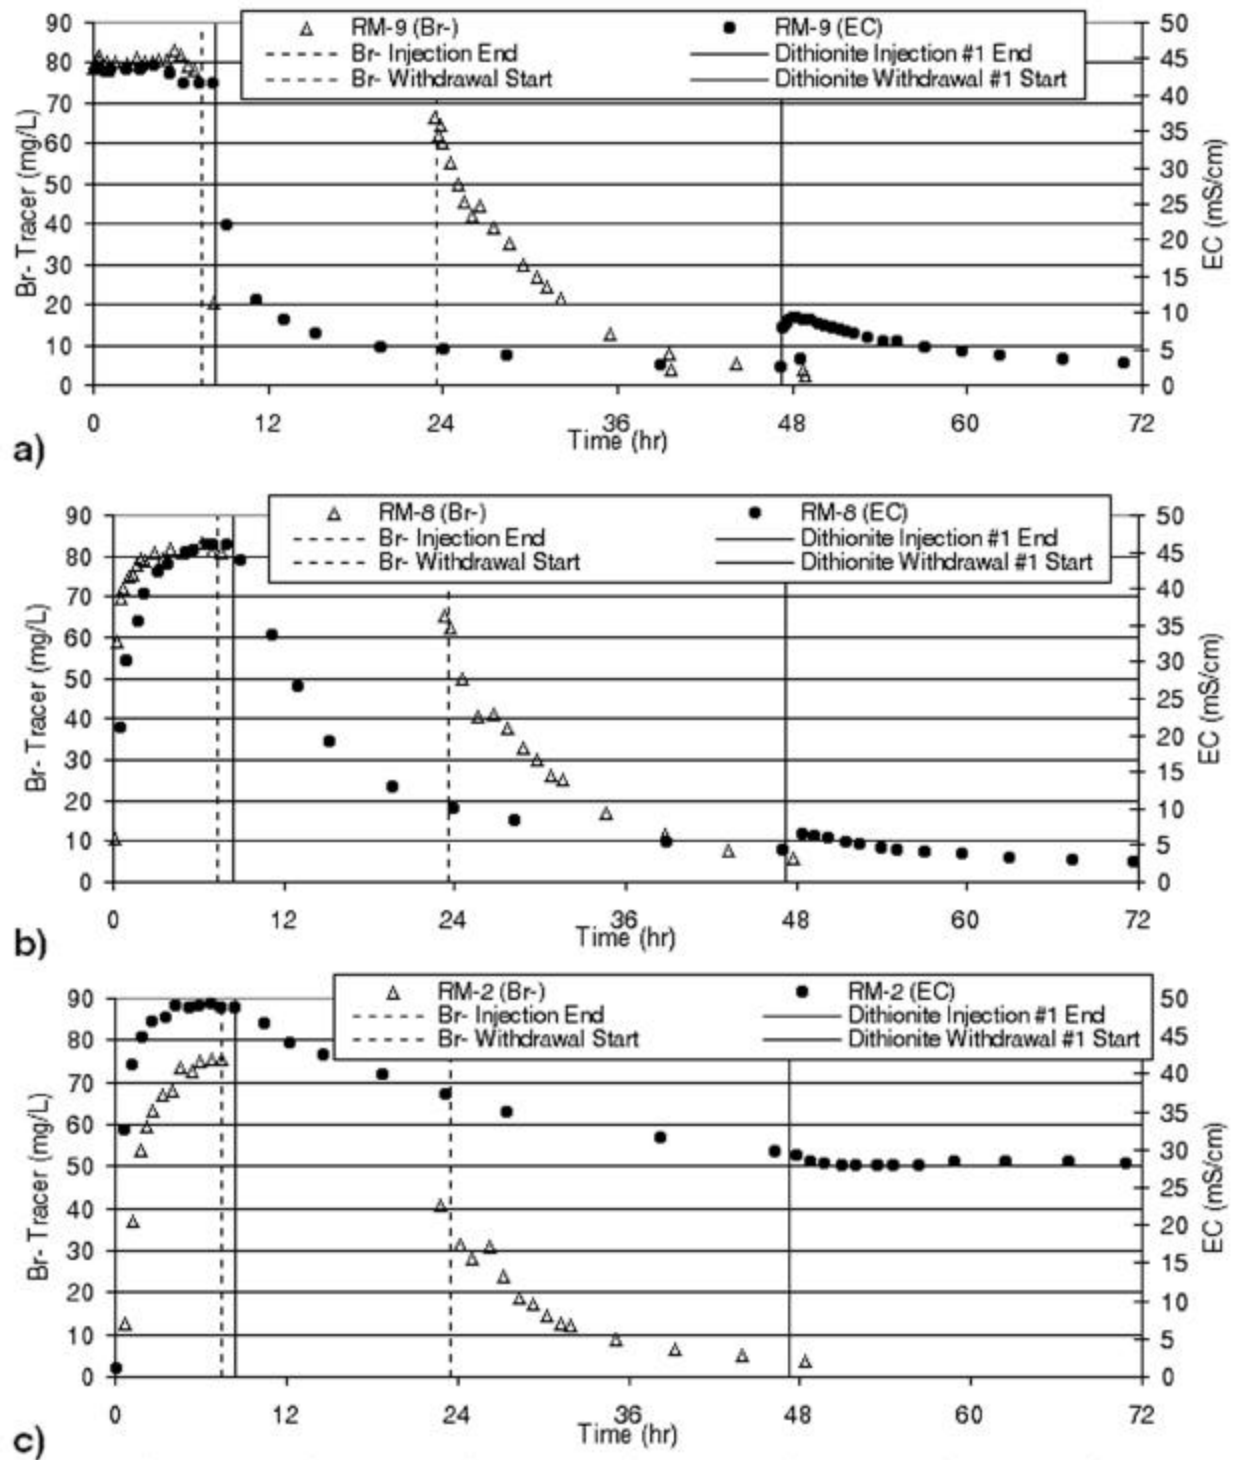 90
80
70
60
50
40
30
20
10
0
Br- Tracer (mg/L)
RM-9 (Br-)
Br- Injection End
Br- Withdrawal Start
RM-9 (EC)
Dithionite Injection #1 End
Dithionite Withdrawal #1 Start
50
45
40
35
30
25
20
15
10
5
0
EC (mS/cm)
0 12 24 36 48 60 72
Time (hr)
a)
90
80
70
60
50
40
30
20
10
0
Br- Tracer (mg/L)
RM-8 (Br-)
Br- Injection End
Br- Withdrawal Start
RM-8 (EC)
Dithionite Injection #1 End
Dithionite Withdrawal #1 Start
50
45
40
35
30
25
20
15
10
5
0
EC (mS/cm)
0 12 24 36 48 60 72
Time (hr)
b)
90
80
70
60
50
40
30
20
10
0
Br- Tracer (mg/L)
RM-2 (Br-)
Br- Injection End
Br- Withdrawal Start
RM-2 (EC)
Dithionite Injection #1 End
Dithionite Withdrawal #1 Start
50
45
40
35
30
25
20
15
10
5
0
EC (mS/cm)
0 12 24 36 48 60 72
Time (hr)
c)